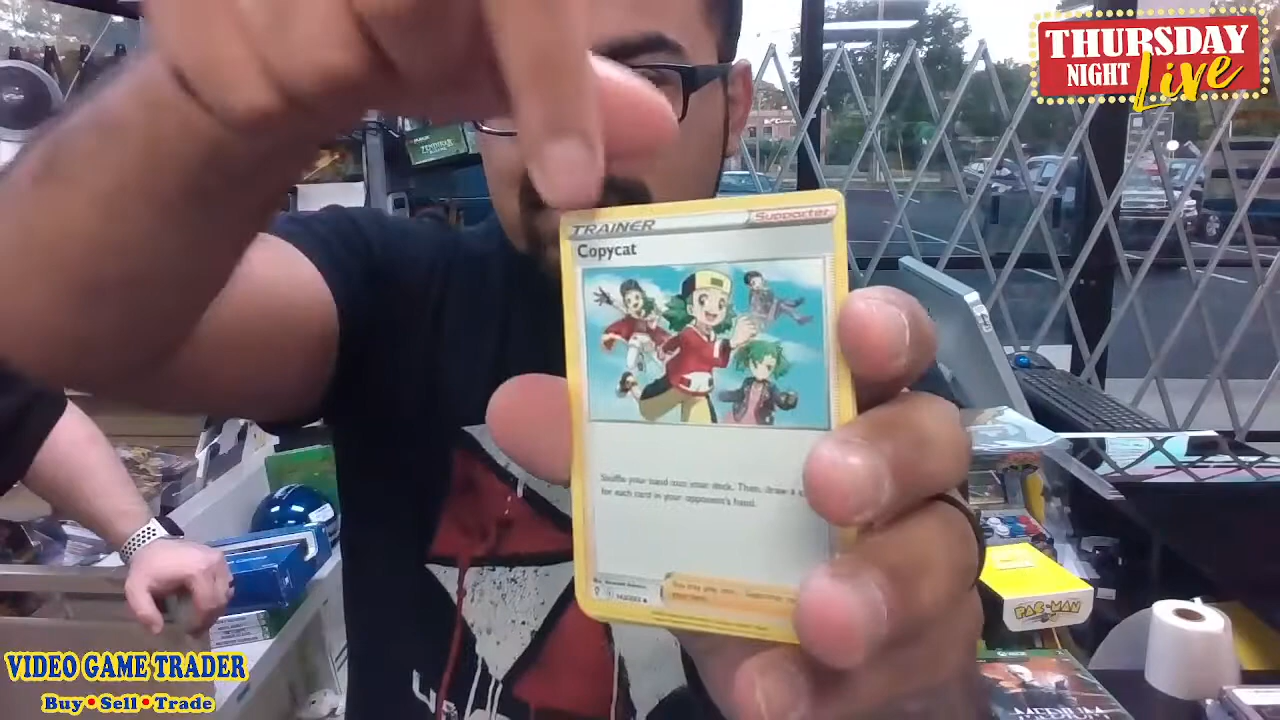 THURSDAY
NIGHT Live
TRAINER Supporter
Copycat
Shuffle your hand into your deck. Then, draw a
for each card in your opponent's hand.
PAC-MAN
VIDEO GAME TRADER
Buy•Sell•Trade